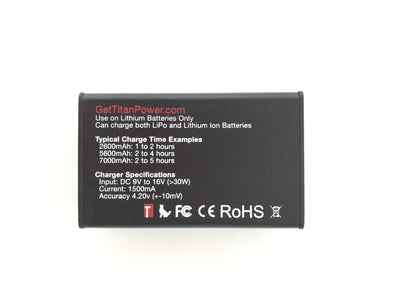 GetTitanPower.com
Use on Lithium Batteries Only
Can charge both LiPo and Lithium Ion Batteries
Typical Charge Time Examples
2600mAh: 1 to 2 hours
5600mAh: 2 to 4 hours
7000mAh: 2 to 5 hours
Charger Specifications
Input: DC 9V to 16V (>30W)
Current: 1500mA
Accuracy 4.20v (+-10mV)
T FC CE RoHS